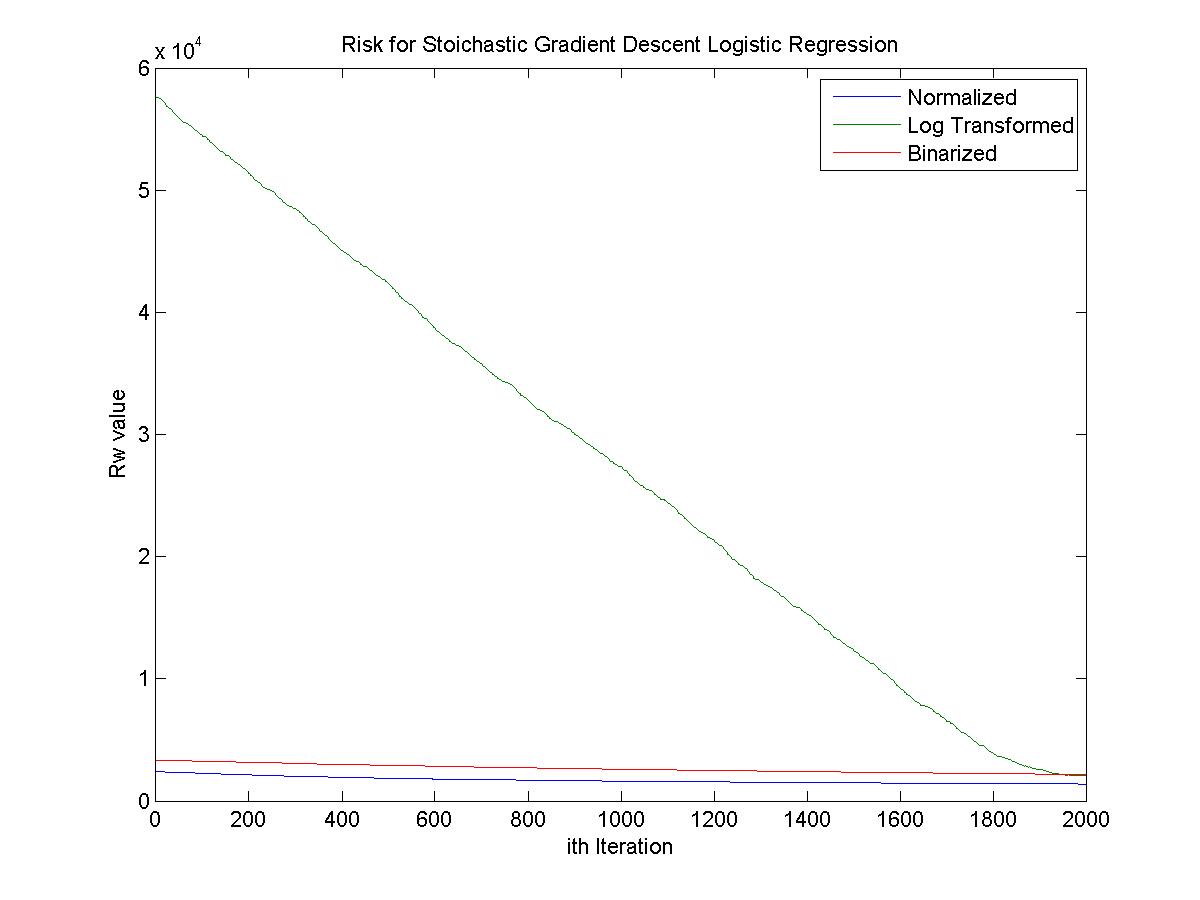 Risk for Stoichastic Gradient Descent Logistic Regression
x 10^4
Normalized
Log Transformed
Binarized
6
5
4
3
2
1
0
Rw value
0 200 400 600 800 1000 1200 1400 1600 1800 2000
ith Iteration